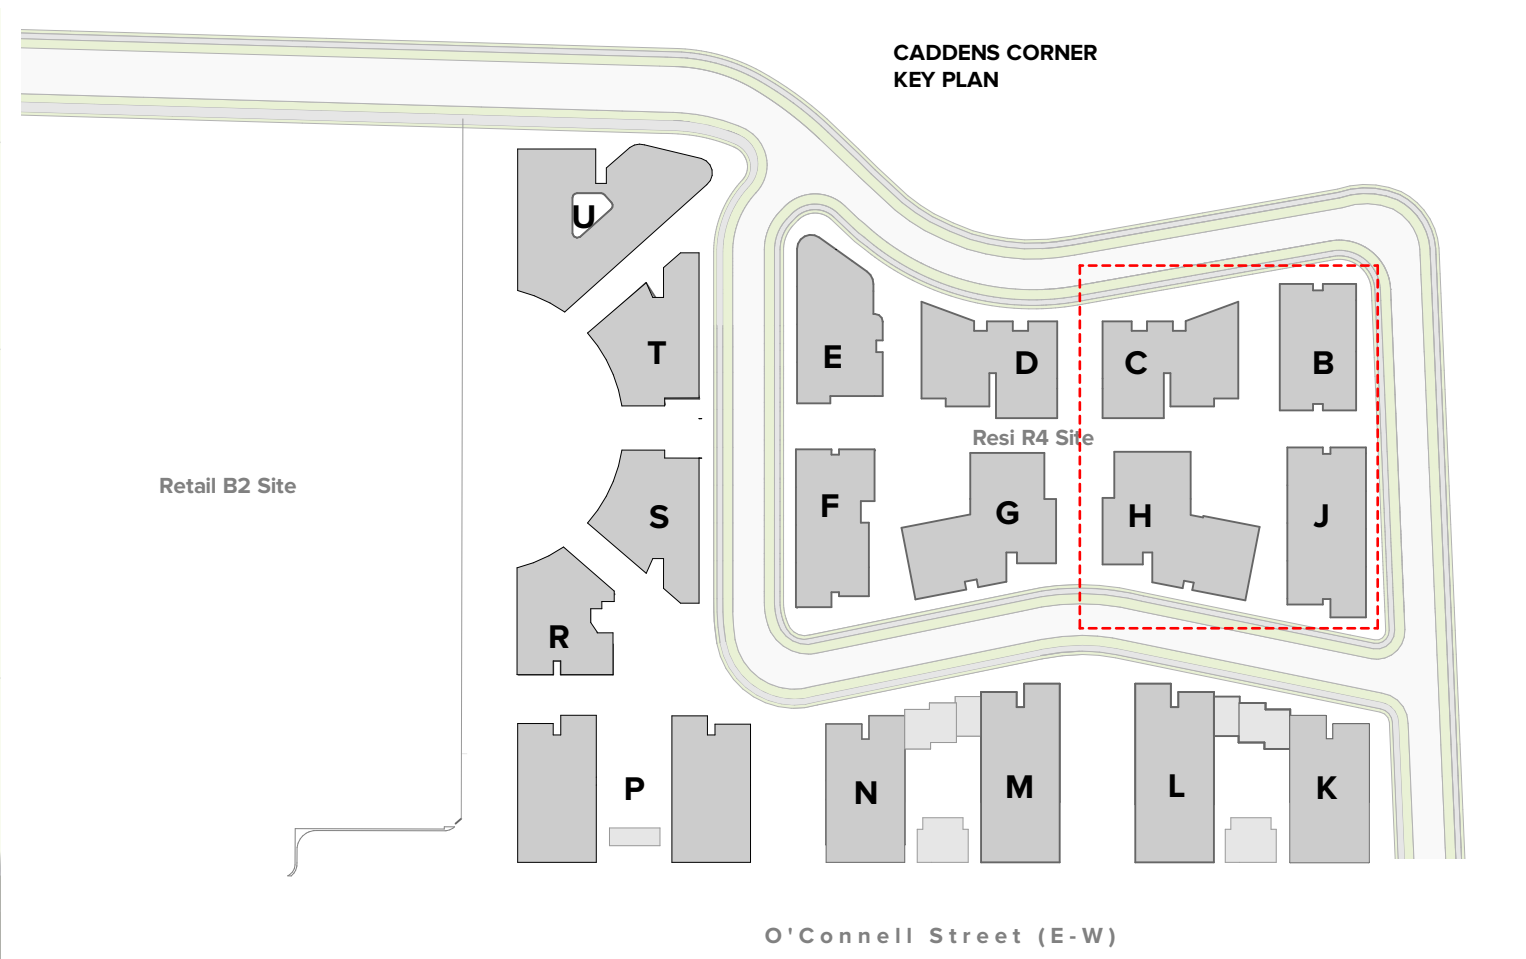 CADDENS CORNER
KEY PLAN
U
T
E
D
C
B
Resi R4 Site
Retail B2 Site
S
F
G
H
J
R
P
N
M
L
K
O'Connell Street (E-W)